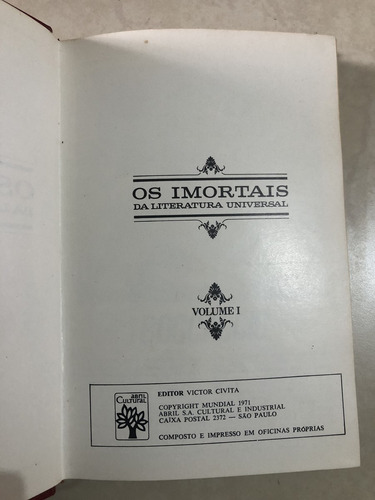 OS IMORTAIS
DA LITERATURA UNIVERSAL
VOLUME I
abril
Cultural
EDITOR VICTOR CIVITA
COPYRIGHT MUNDIAL 1971
ABRIL S.A. CULTURAL E INDUSTRIAL
CAIXA POSTAL 2372 — SÃO PAULO
COMPOSTO E IMPRESSO EM OFICINAS PRÓPRIAS